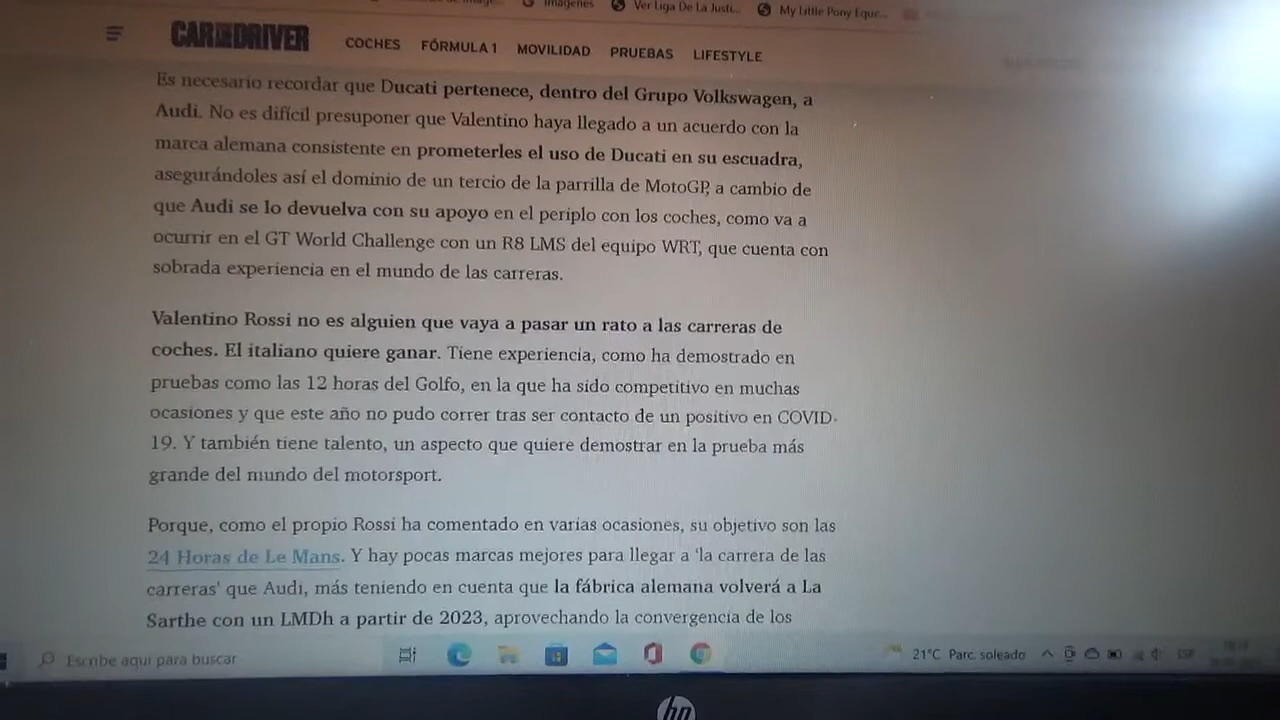 Imágenes Ver Liga De La Justi... My Little Pony Eque...
CAR AND DRIVER COCHES FÓRMULA 1 MOVILIDAD PRUEBAS LIFESTYLE
Es necesario recordar que Ducati pertenece, dentro del Grupo Volkswagen, a
Audi. No es difícil presuponer que Valentino haya llegado a un acuerdo con la
marca alemana consistente en prometerles el uso de Ducati en su escuadra,
asegurándoles así el dominio de un tercio de la parrilla de MotoGP, a cambio de
que Audi se lo devuelva con su apoyo en el periplo con los coches, como va a
ocurrir en el GT World Challenge con un R8 LMS del equipo WRT, que cuenta con
sobrada experiencia en el mundo de las carreras.
Valentino Rossi no es alguien que vaya a pasar un rato a las carreras de
coches. El italiano quiere ganar. Tiene experiencia, como ha demostrado en
pruebas como las 12 horas del Golfo, en la que ha sido competitivo en muchas
ocasiones y que este año no pudo correr tras ser contacto de un positivo en COVID-
19. Y también tiene talento, un aspecto que quiere demostrar en la prueba más
grande del mundo del motorsport.
Porque, como el propio Rossi ha comentado en varias ocasiones, su objetivo son las
24 Horas de Le Mans. Y hay pocas marcas mejores para llegar a 'la carrera de las
carreras' que Audi, más teniendo en cuenta que la fábrica alemana volverá a La
Sarthe con un LMDh a partir de 2023, aprovechando la convergencia de los
Escribe aquí para buscar 21°C Parc. soleado ESP
hp